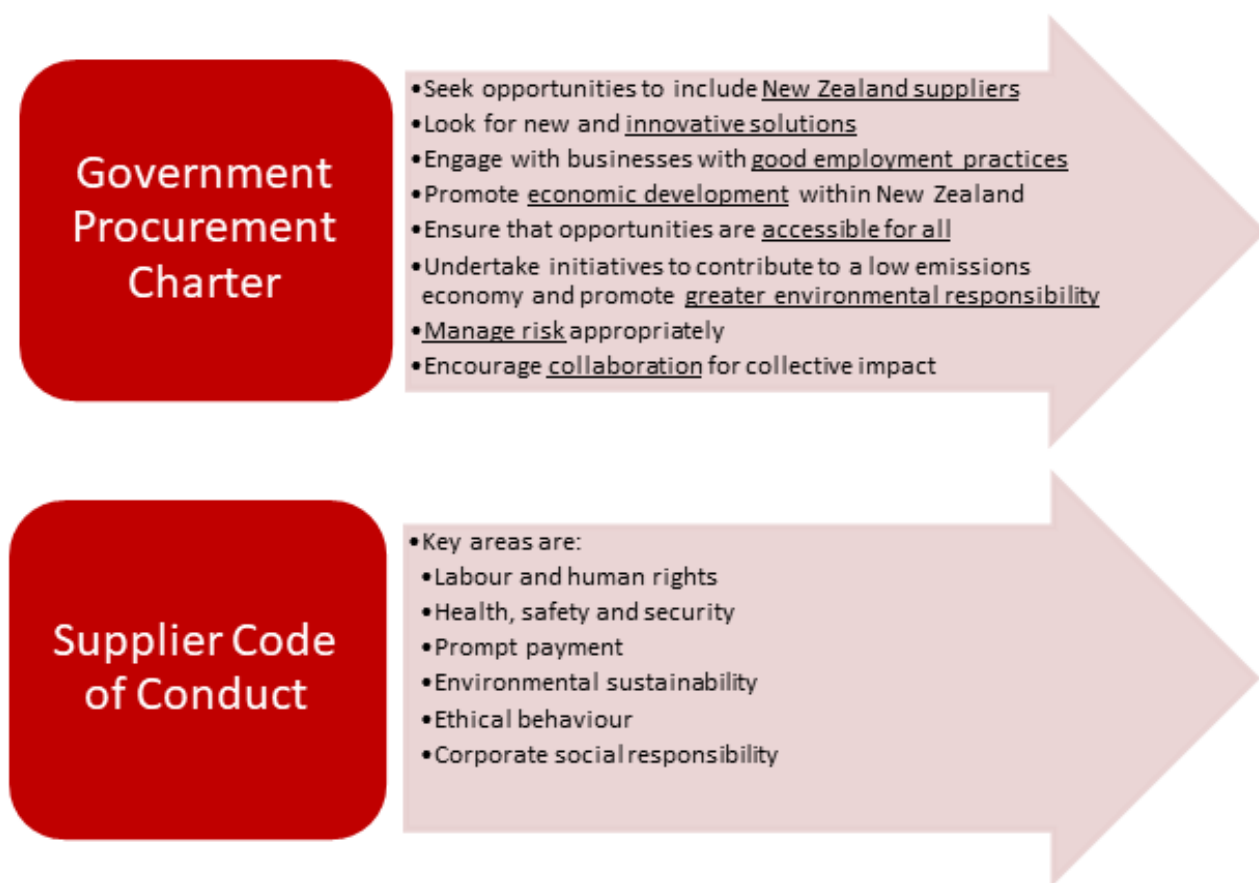 Government
Procurement
Charter
•Seek opportunities to include New Zealand suppliers
•Look for new and innovative solutions
•Engage with businesses with good employment practices
•Promote economic development within New Zealand
•Ensure that opportunities are accessible for all
•Undertake initiatives to contribute to a low emissions
economy and promote greater environmental responsibility
•Manage risk appropriately
•Encourage collaboration for collective impact
Supplier Code
of Conduct
•Key areas are:
•Labour and human rights
•Health, safety and security
•Prompt payment
•Environmental sustainability
•Ethical behaviour
•Corporate social responsibility